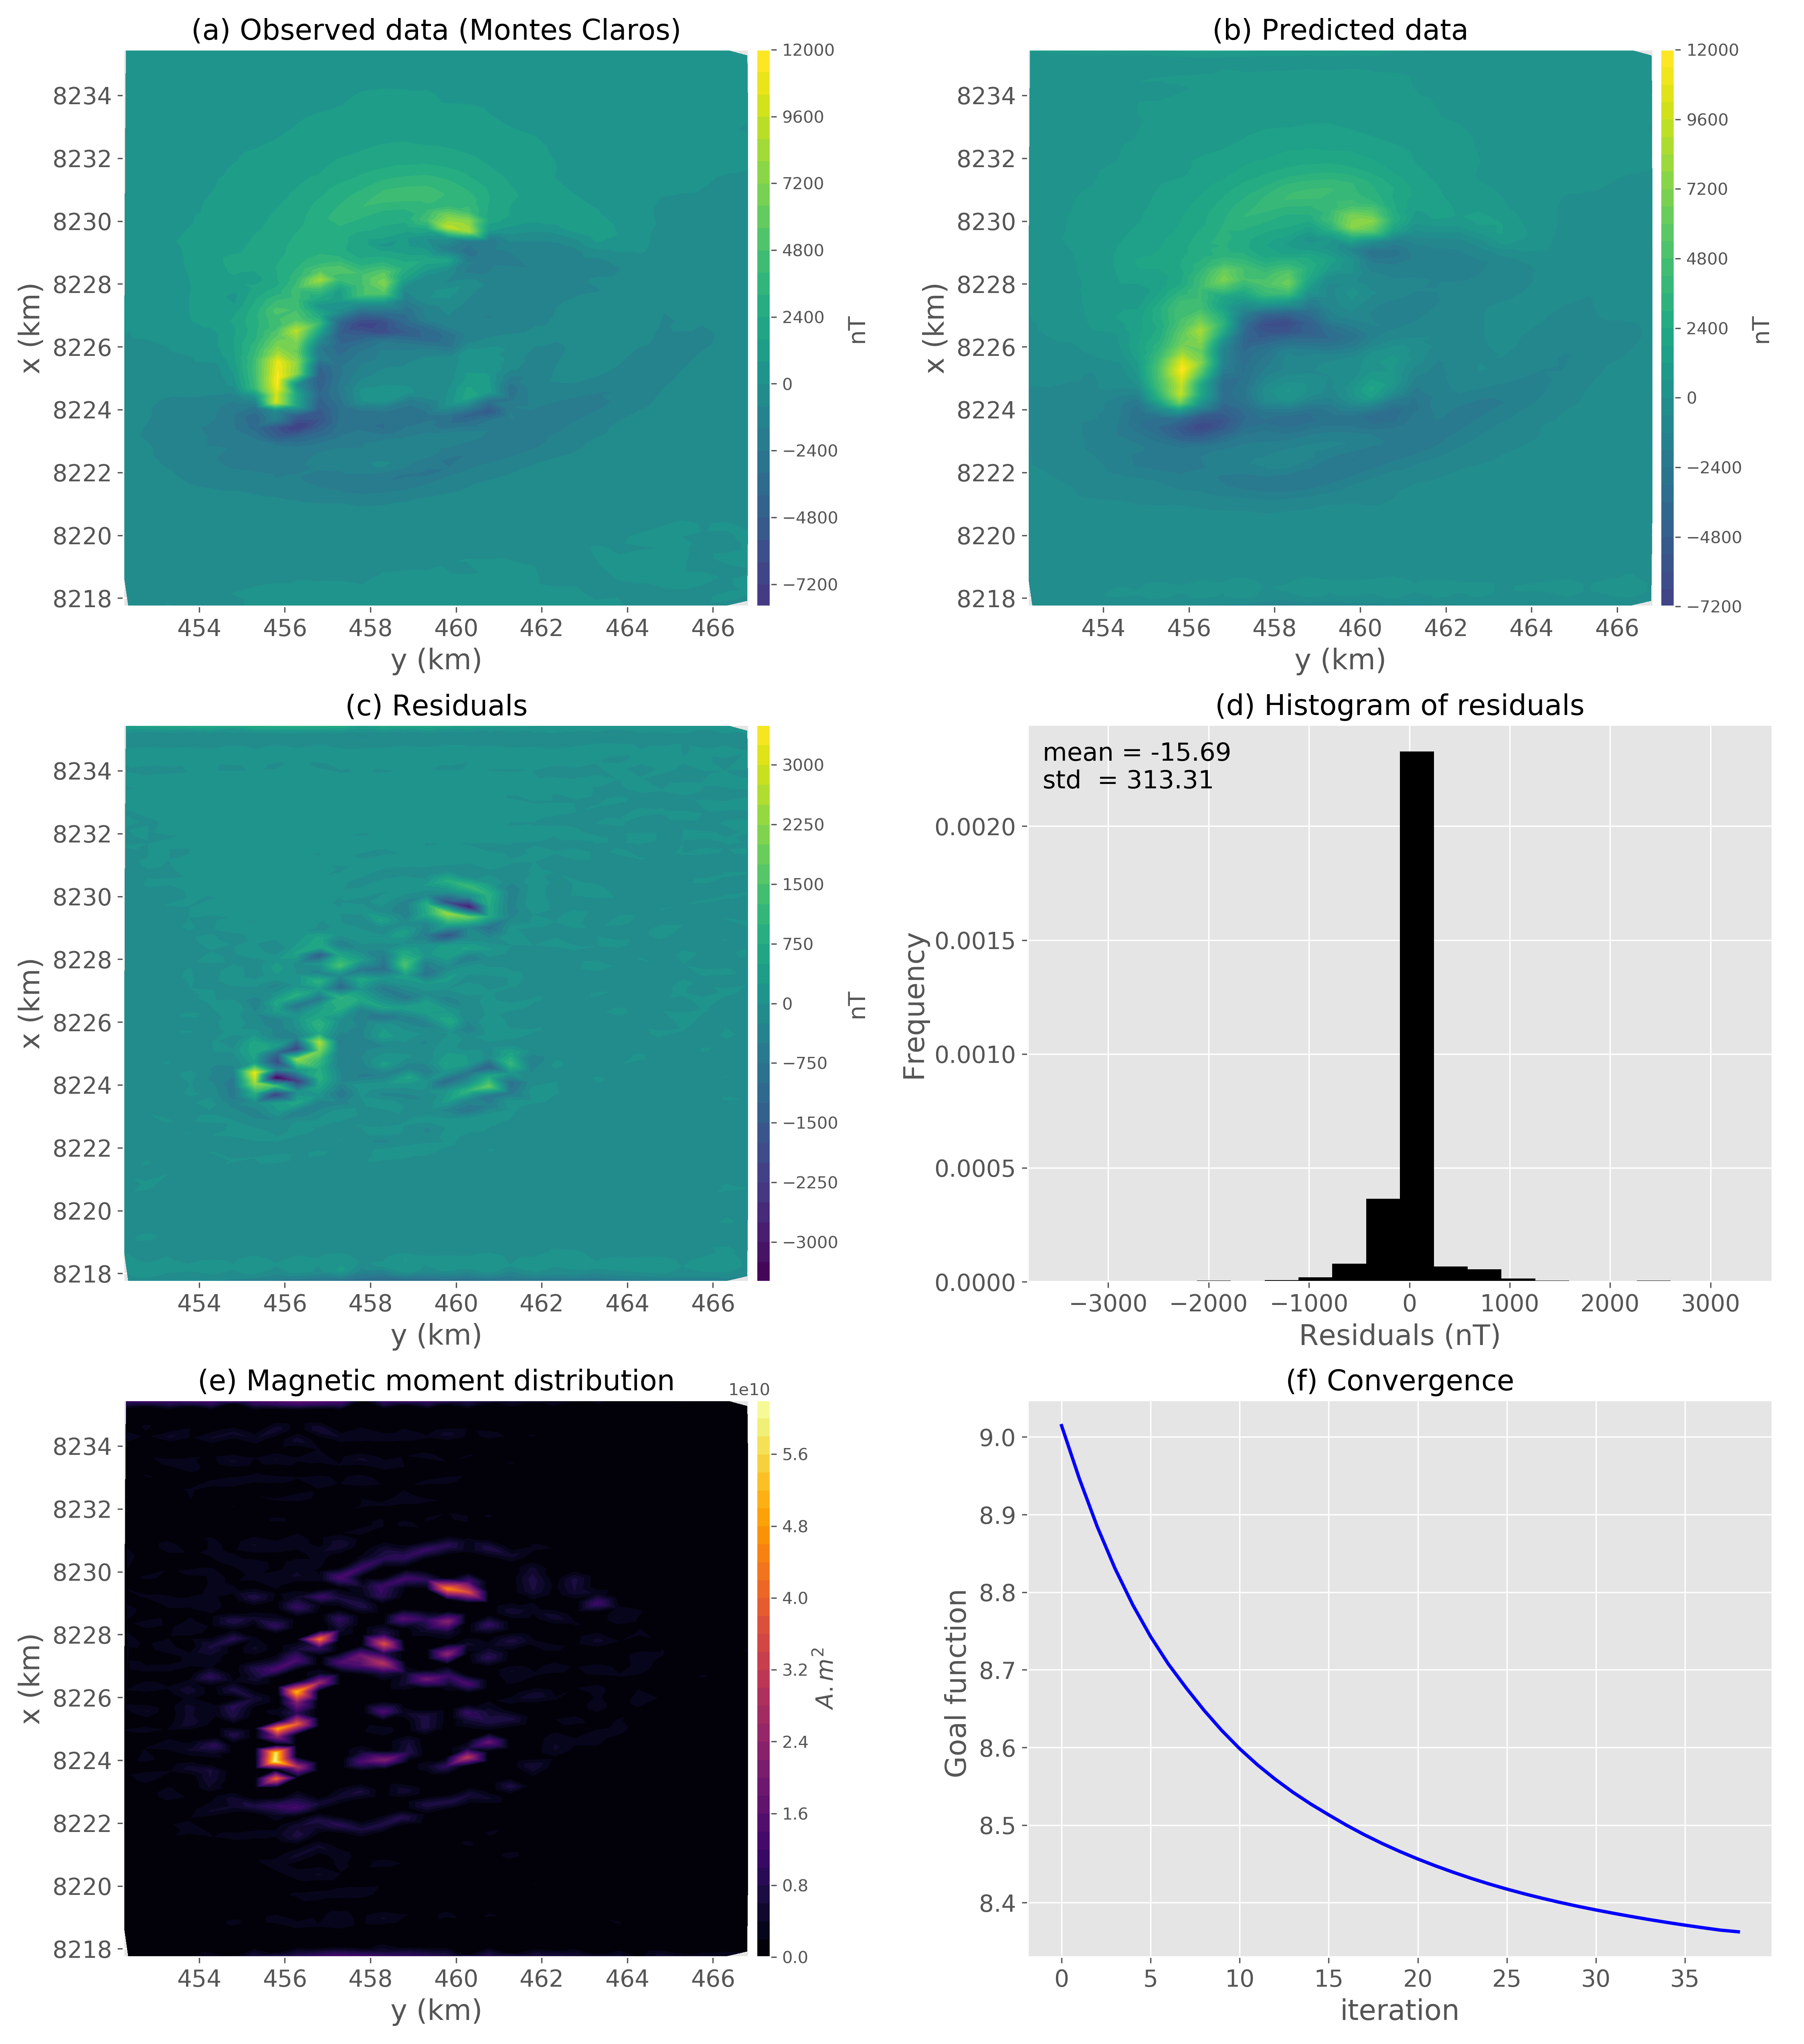 (a) Observed data (Montes Claros)
8234
8232
8230
8228
8226
8224
8222
8220
8218
x (km)
454 456 458 460 462 464 466
y (km)
12000
9600
7200
4800
2400
0
−2400
−4800
−7200
nT
(b) Predicted data
8234
8232
8230
8228
8226
8224
8222
8220
8218
x (km)
454 456 458 460 462 464 466
y (km)
12000
9600
7200
4800
2400
0
−2400
−4800
−7200
nT
(c) Residuals
8234
8232
8230
8228
8226
8224
8222
8220
8218
x (km)
454 456 458 460 462 464 466
y (km)
3000
2250
1500
750
0
−750
−1500
−2250
−3000
nT
(d) Histogram of residuals
mean = -15.69
std = 313.31
0.0020
0.0015
0.0010
0.0005
0.0000
Frequency
−3000 −2000 −1000 0 1000 2000 3000
Residuals (nT)
(e) Magnetic moment distribution
1e10
8234
8232
8230
8228
8226
8224
8222
8220
8218
x (km)
454 456 458 460 462 464 466
y (km)
5.6
4.8
4.0
3.2
2.4
1.6
0.8
0.0
A.m²
(f) Convergence
9.0
8.9
8.8
8.7
8.6
8.5
8.4
Goal function
0 5 10 15 20 25 30 35
iteration